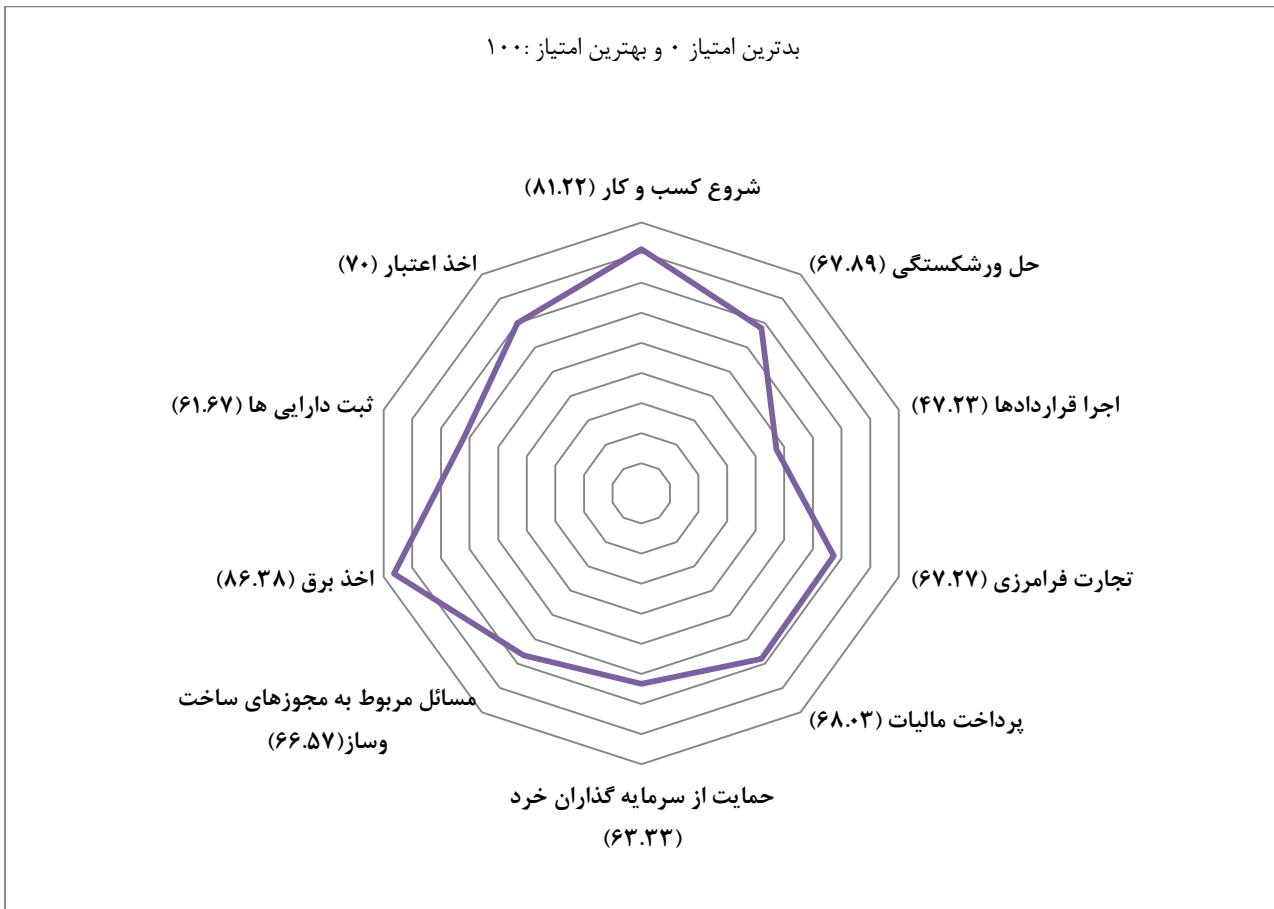 بدترین امتیاز ۰ و بهترین امتیاز :۱۰۰
شروع کسب و کار (۸۱.۲۲)
حل ورشکستگی (۶۷.۸۹)
اجرا قراردادها (۴۷.۲۳)
تجارت فرامرزی (۶۷.۲۷)
پرداخت مالیات (۶۸.۰۳)
حمایت از سرمایه گذاران خرد
(۶۳.۳۳)
مسائل مربوط به مجوزهای ساخت
وساز(۶۶.۵۷)
اخذ برق (۸۶.۳۸)
ثبت دارایی ها (۶۱.۶۷)
اخذ اعتبار (۷۰)